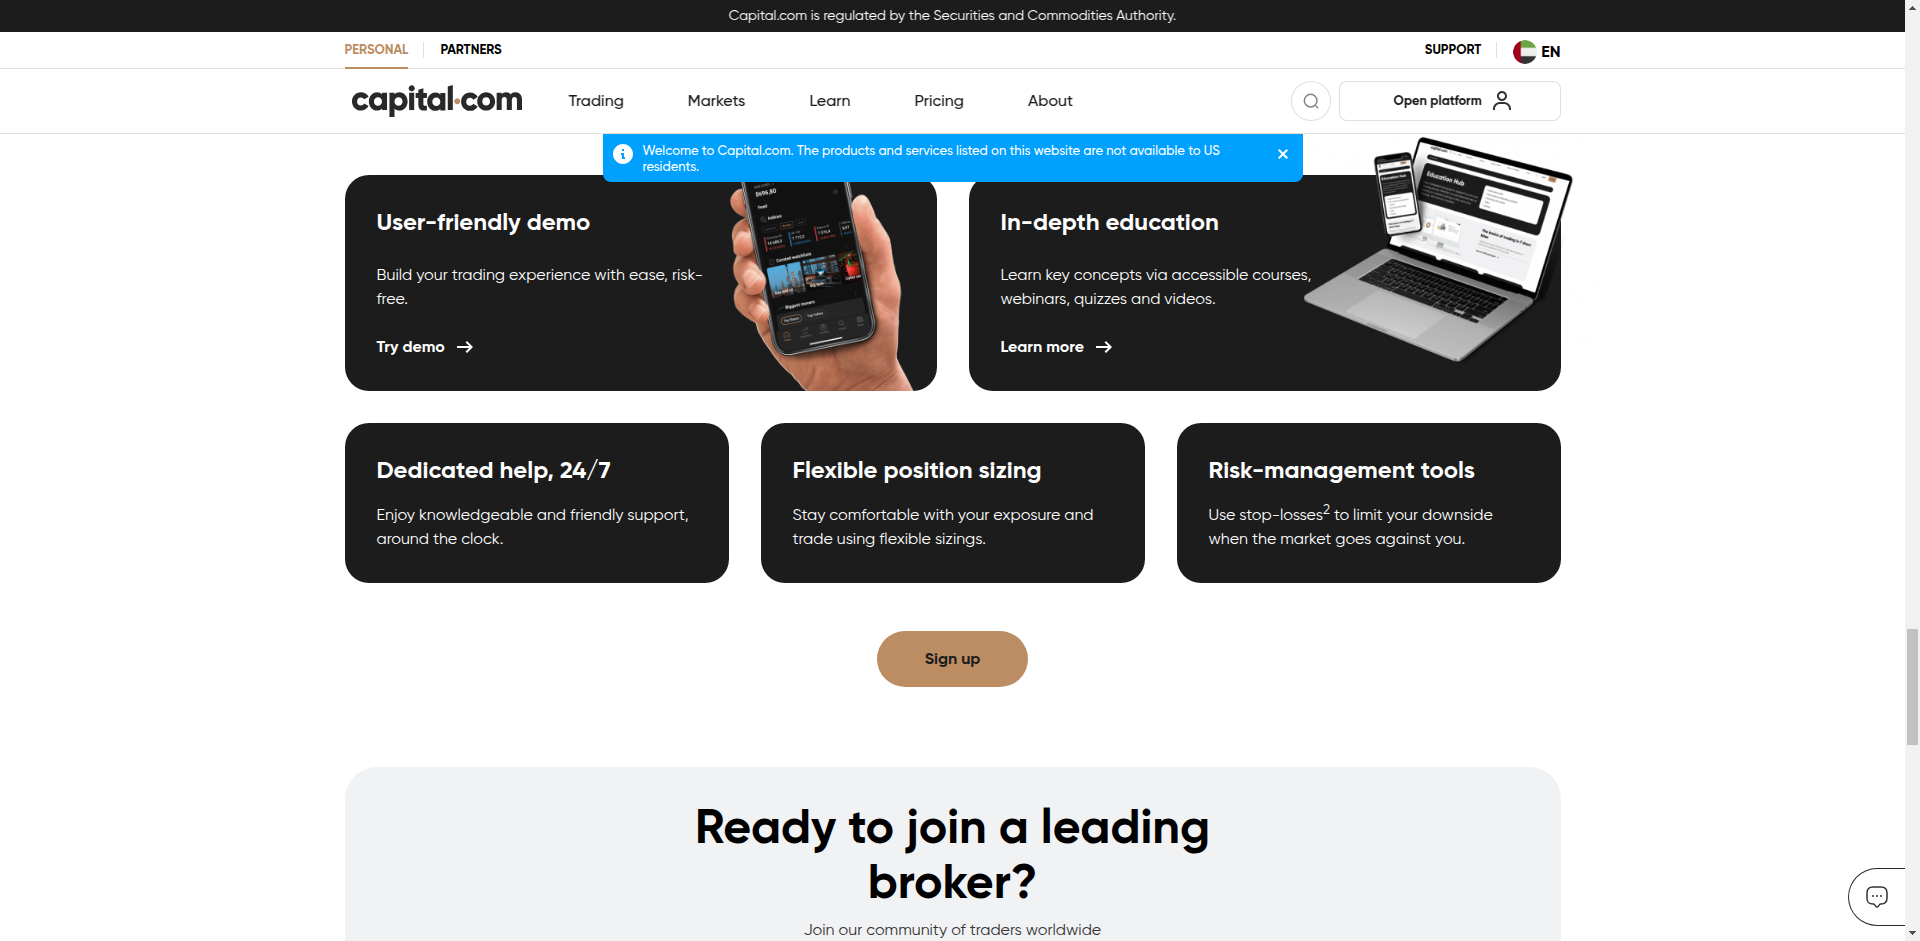 Capital.com is regulated by the Securities and Commodities Authority.
PERSONAL
PARTNERS
SUPPORT
EN
capital.com
Trading
Markets
Learn
Pricing
About
Open platform
Welcome to Capital.com. The products and services listed on this website are not available to US
residents.
User-friendly demo
Build your trading experience with ease, risk-
free.
Try demo
In-depth education
Learn key concepts via accessible courses,
webinars, quizzes and videos.
Learn more
Education Hub
Dedicated help, 24/7
Enjoy knowledgeable and friendly support,
around the clock.
Flexible position sizing
Stay comfortable with your exposure and
trade using flexible sizings.
Risk-management tools
Use stop-losses2 to limit your downside
when the market goes against you.
Sign up
Ready to join a leading
broker?
Join our community of traders worldwide